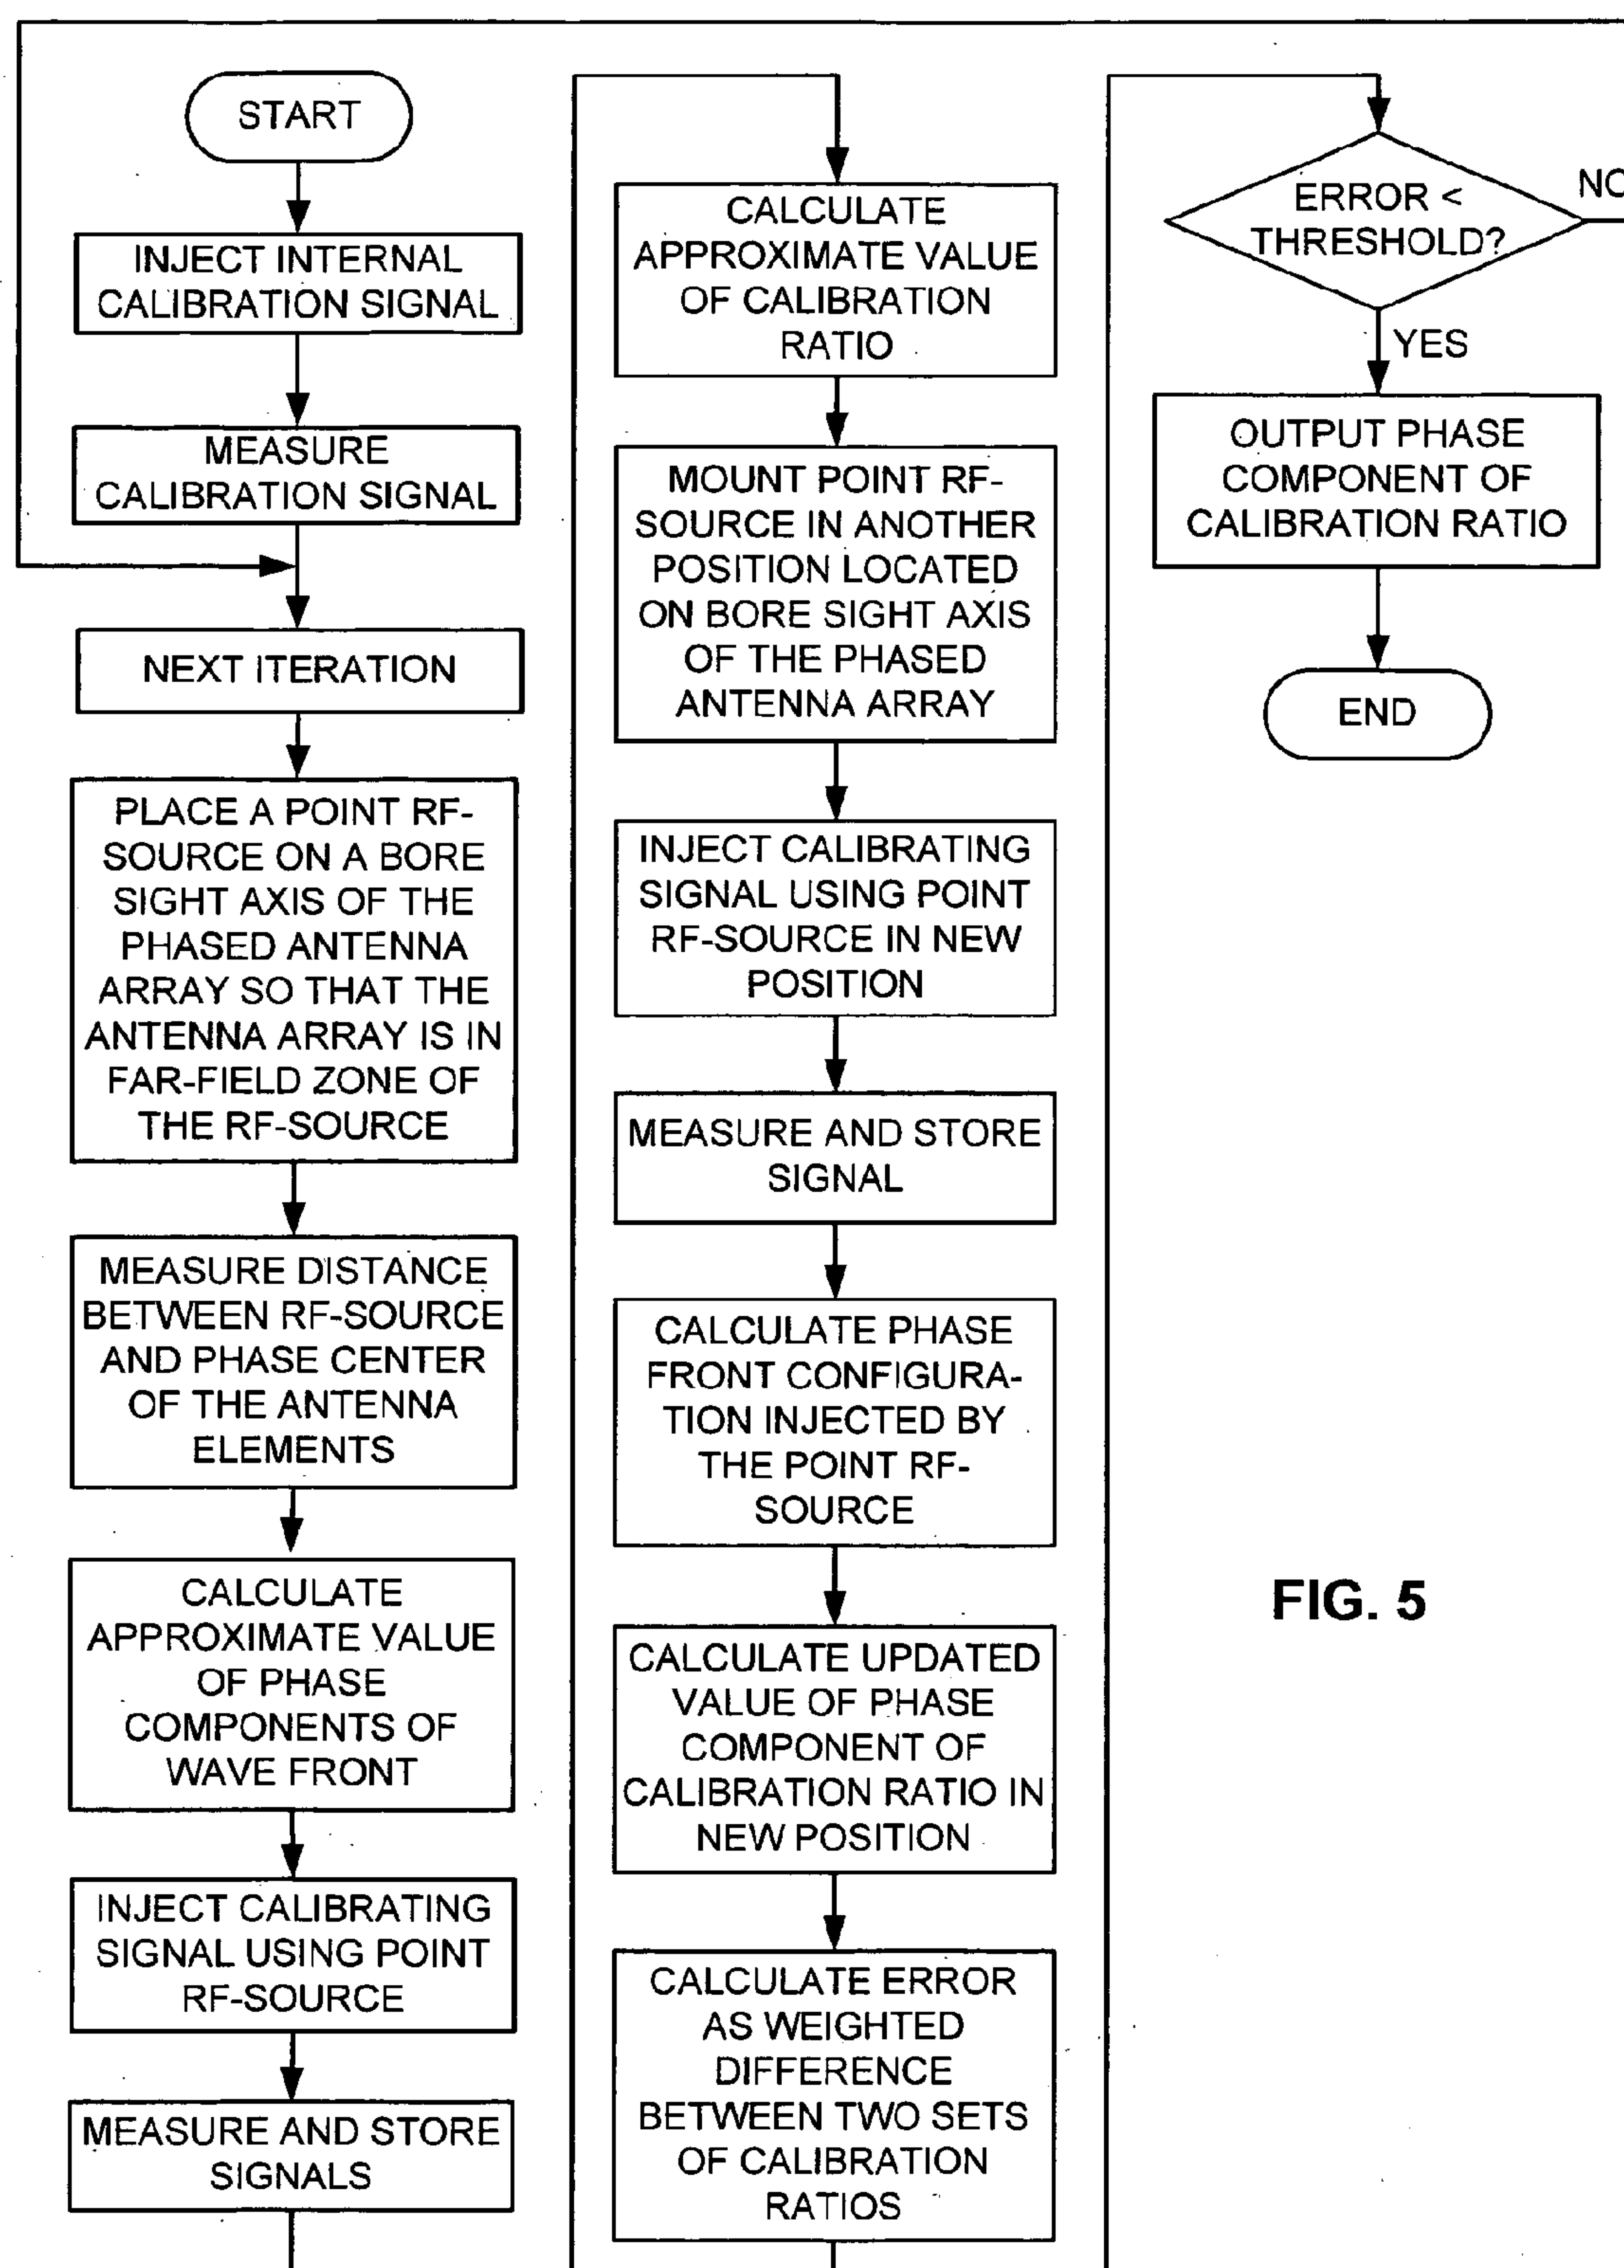 START
INJECT INTERNAL
CALIBRATION SIGNAL
MEASURE
CALIBRATION SIGNAL
NEXT ITERATION
PLACE A POINT RF-
SOURCE ON A BORE
SIGHT AXIS OF THE
PHASED ANTENNA
ARRAY SO THAT THE
ANTENNA ARRAY IS IN
FAR-FIELD ZONE OF
THE RF-SOURCE
MEASURE DISTANCE
BETWEEN RF-SOURCE
AND PHASE CENTER
OF THE ANTENNA
ELEMENTS
CALCULATE
APPROXIMATE VALUE
OF PHASE
COMPONENTS OF
WAVE FRONT
INJECT CALIBRATING
SIGNAL USING POINT
RF-SOURCE
MEASURE AND STORE
SIGNALS
CALCULATE
APPROXIMATE VALUE
OF CALIBRATION
RATIO
MOUNT POINT RF-
SOURCE IN ANOTHER
POSITION LOCATED
ON BORE SIGHT AXIS
OF THE PHASED
ANTENNA ARRAY
INJECT CALIBRATING
SIGNAL USING POINT
RF-SOURCE IN NEW
POSITION
MEASURE AND STORE
SIGNAL
CALCULATE PHASE
FRONT CONFIGURA-
TION INJECTED BY
THE POINT RF-
SOURCE
CALCULATE UPDATED
VALUE OF PHASE
COMPONENT OF
CALIBRATION RATIO IN
NEW POSITION
CALCULATE ERROR
AS WEIGHTED
DIFFERENCE
BETWEEN TWO SETS
OF CALIBRATION
RATIOS
ERROR <
THRESHOLD?
NO
YES
OUTPUT PHASE
COMPONENT OF
CALIBRATION RATIO
END
FIG. 5